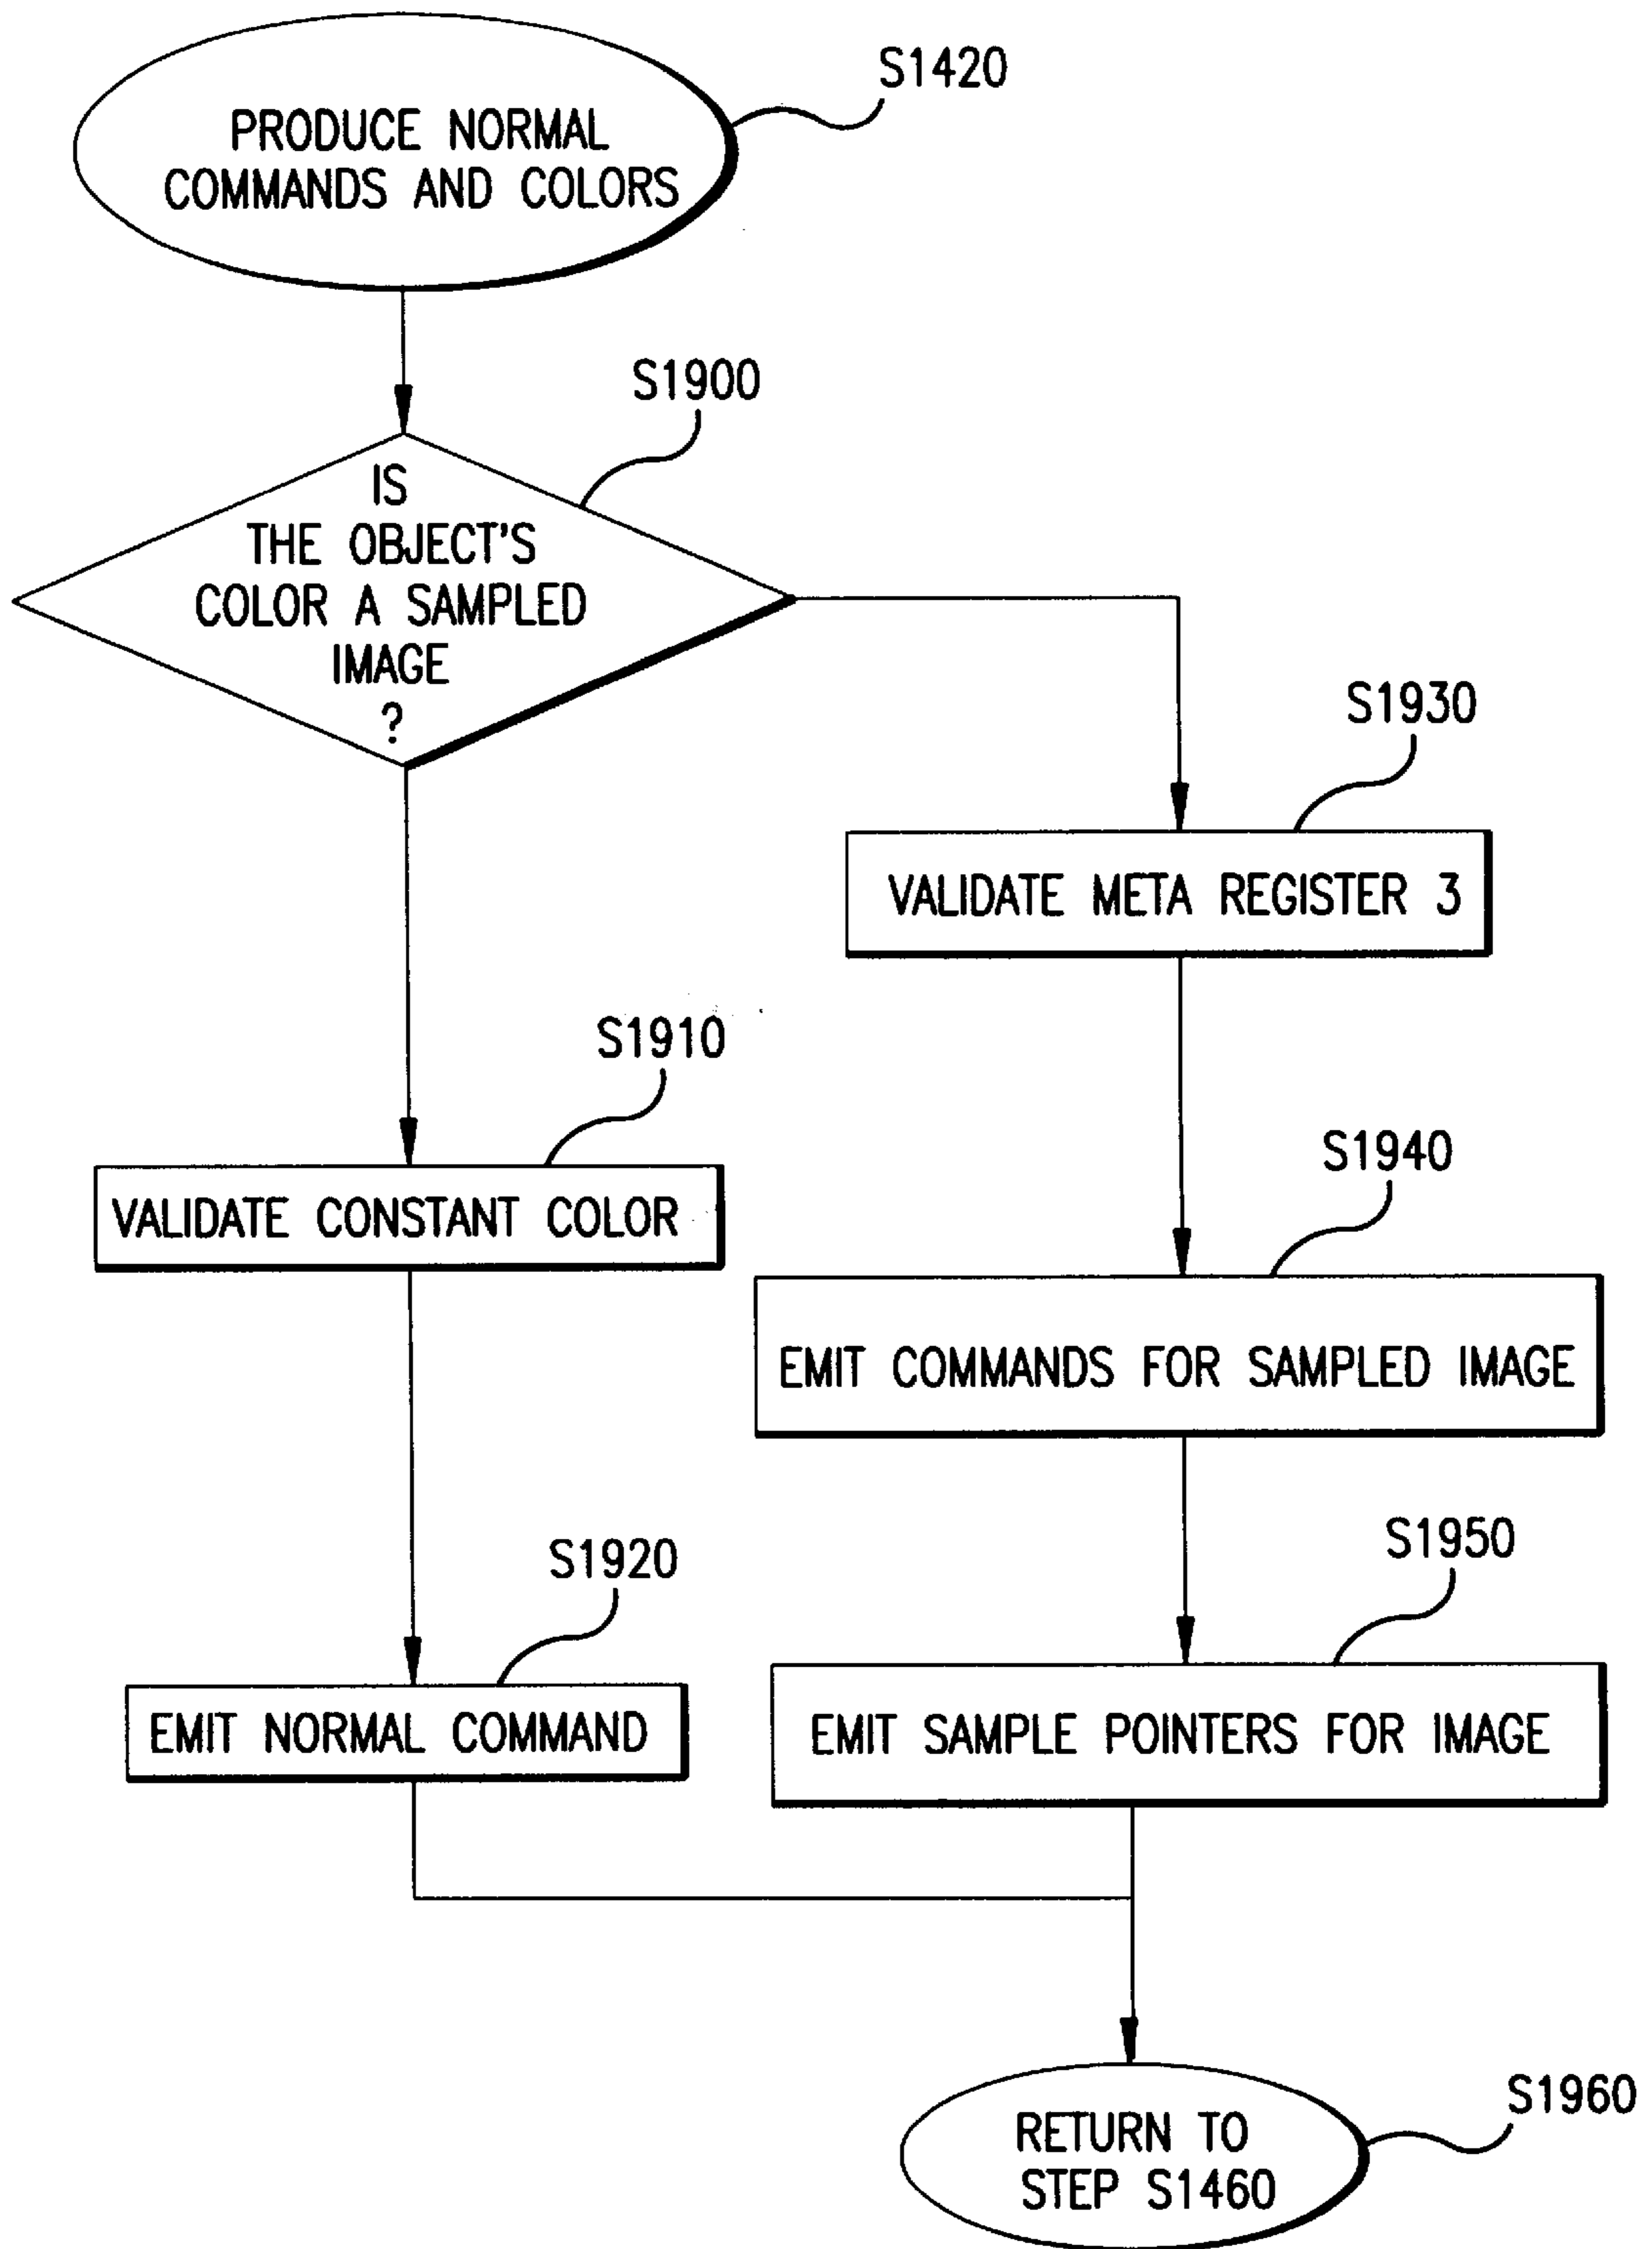 S1420
PRODUCE NORMAL
COMMANDS AND COLORS
S1900
IS
THE OBJECT'S
COLOR A SAMPLED
IMAGE
?
S1930
VALIDATE META REGISTER 3
S1910
VALIDATE CONSTANT COLOR
S1940
EMIT COMMANDS FOR SAMPLED IMAGE
S1950
EMIT SAMPLE POINTERS FOR IMAGE
S1920
EMIT NORMAL COMMAND
S1960
RETURN TO
STEP S1460